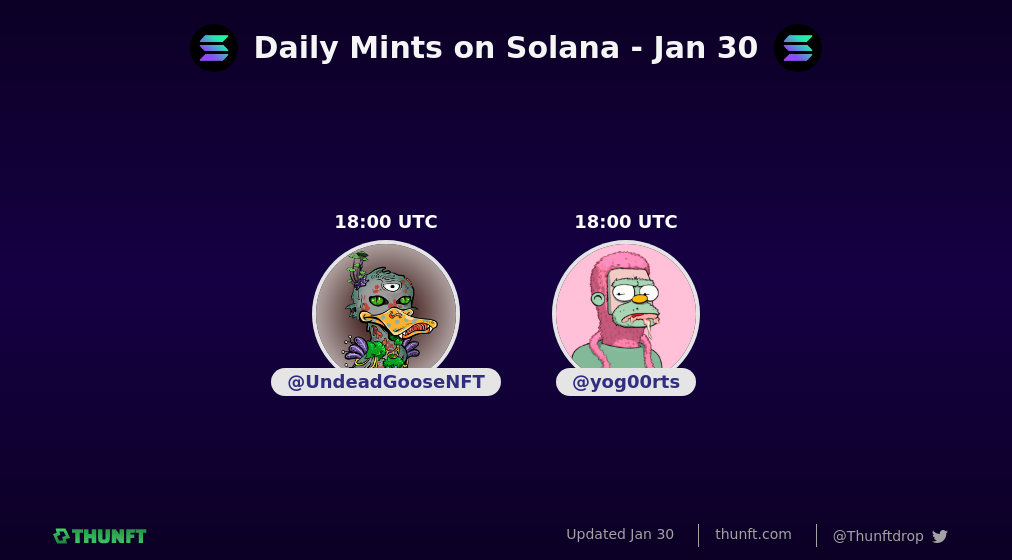 Daily Mints on Solana - Jan 30
18:00 UTC
18:00 UTC
@UndeadGooseNFT
@yog00rts
THUNFT
Updated Jan 30
thunft.com
@Thunftdrop